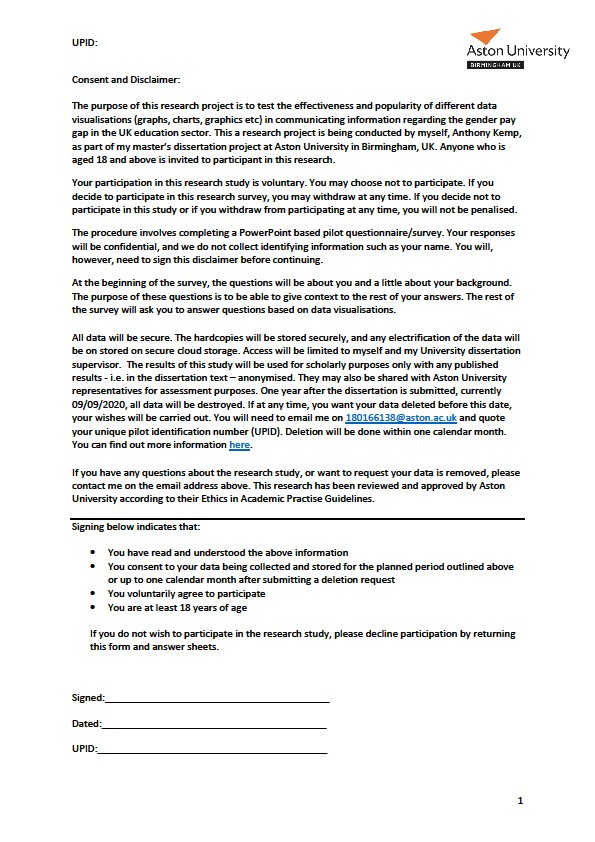 UPID:
Aston University
BIRMINGHAM UK
Consent and Disclaimer:
The purpose of this research project is to test the effectiveness and popularity of different data
visualisations (graphs, charts, graphics etc) in communicating information regarding the gender pay
gap in the UK education sector. This a research project is being conducted by myself, Anthony Kemp,
as part of my master's dissertation project at Aston University in Birmingham, UK. Anyone who is
aged 18 and above is invited to participant in this research.
Your participation in this research study is voluntary. You may choose not to participate. If you
decide to participate in this research survey, you may withdraw at any time. If you decide not to
participate in this study or if you withdraw from participating at any time, you will not be penalised.
The procedure involves completing a PowerPoint based pilot questionnaire/survey. Your responses
will be confidential, and we do not collect identifying information such as your name. You will,
however, need to sign this disclaimer before continuing.
At the beginning of the survey, the questions will be about you and a little about your background.
The purpose of these questions is to be able to give context to the rest of your answers. The rest of
the survey will ask you to answer questions based on data visualisations.
All data will be secure. The hardcopies will be stored securely, and any electrification of the data will
be on stored on secure cloud storage. Access will be limited to myself and my University dissertation
supervisor.  The results of this study will be used for scholarly purposes only with any published
results - i.e. in the dissertation text – anonymised. They may also be shared with Aston University
representatives for assessment purposes. One year after the dissertation is submitted, currently
09/09/2020, all data will be destroyed. If at any time, you want your data deleted before this date,
your wishes will be carried out. You will need to email me on 180166138@aston.ac.uk and quote
your unique pilot identification number (UPID). Deletion will be done within one calendar month.
You can find out more information here.
If you have any questions about the research study, or want to request your data is removed, please
contact me on the email address above. This research has been reviewed and approved by Aston
University according to their Ethics in Academic Practise Guidelines.
Signing below indicates that:
• You have read and understood the above information
• You consent to your data being collected and stored for the planned period outlined above
or up to one calendar month after submitting a deletion request
• You voluntarily agree to participate
• You are at least 18 years of age
If you do not wish to participate in the research study, please decline participation by returning
this form and answer sheets.
Signed:
Dated:
UPID:
1